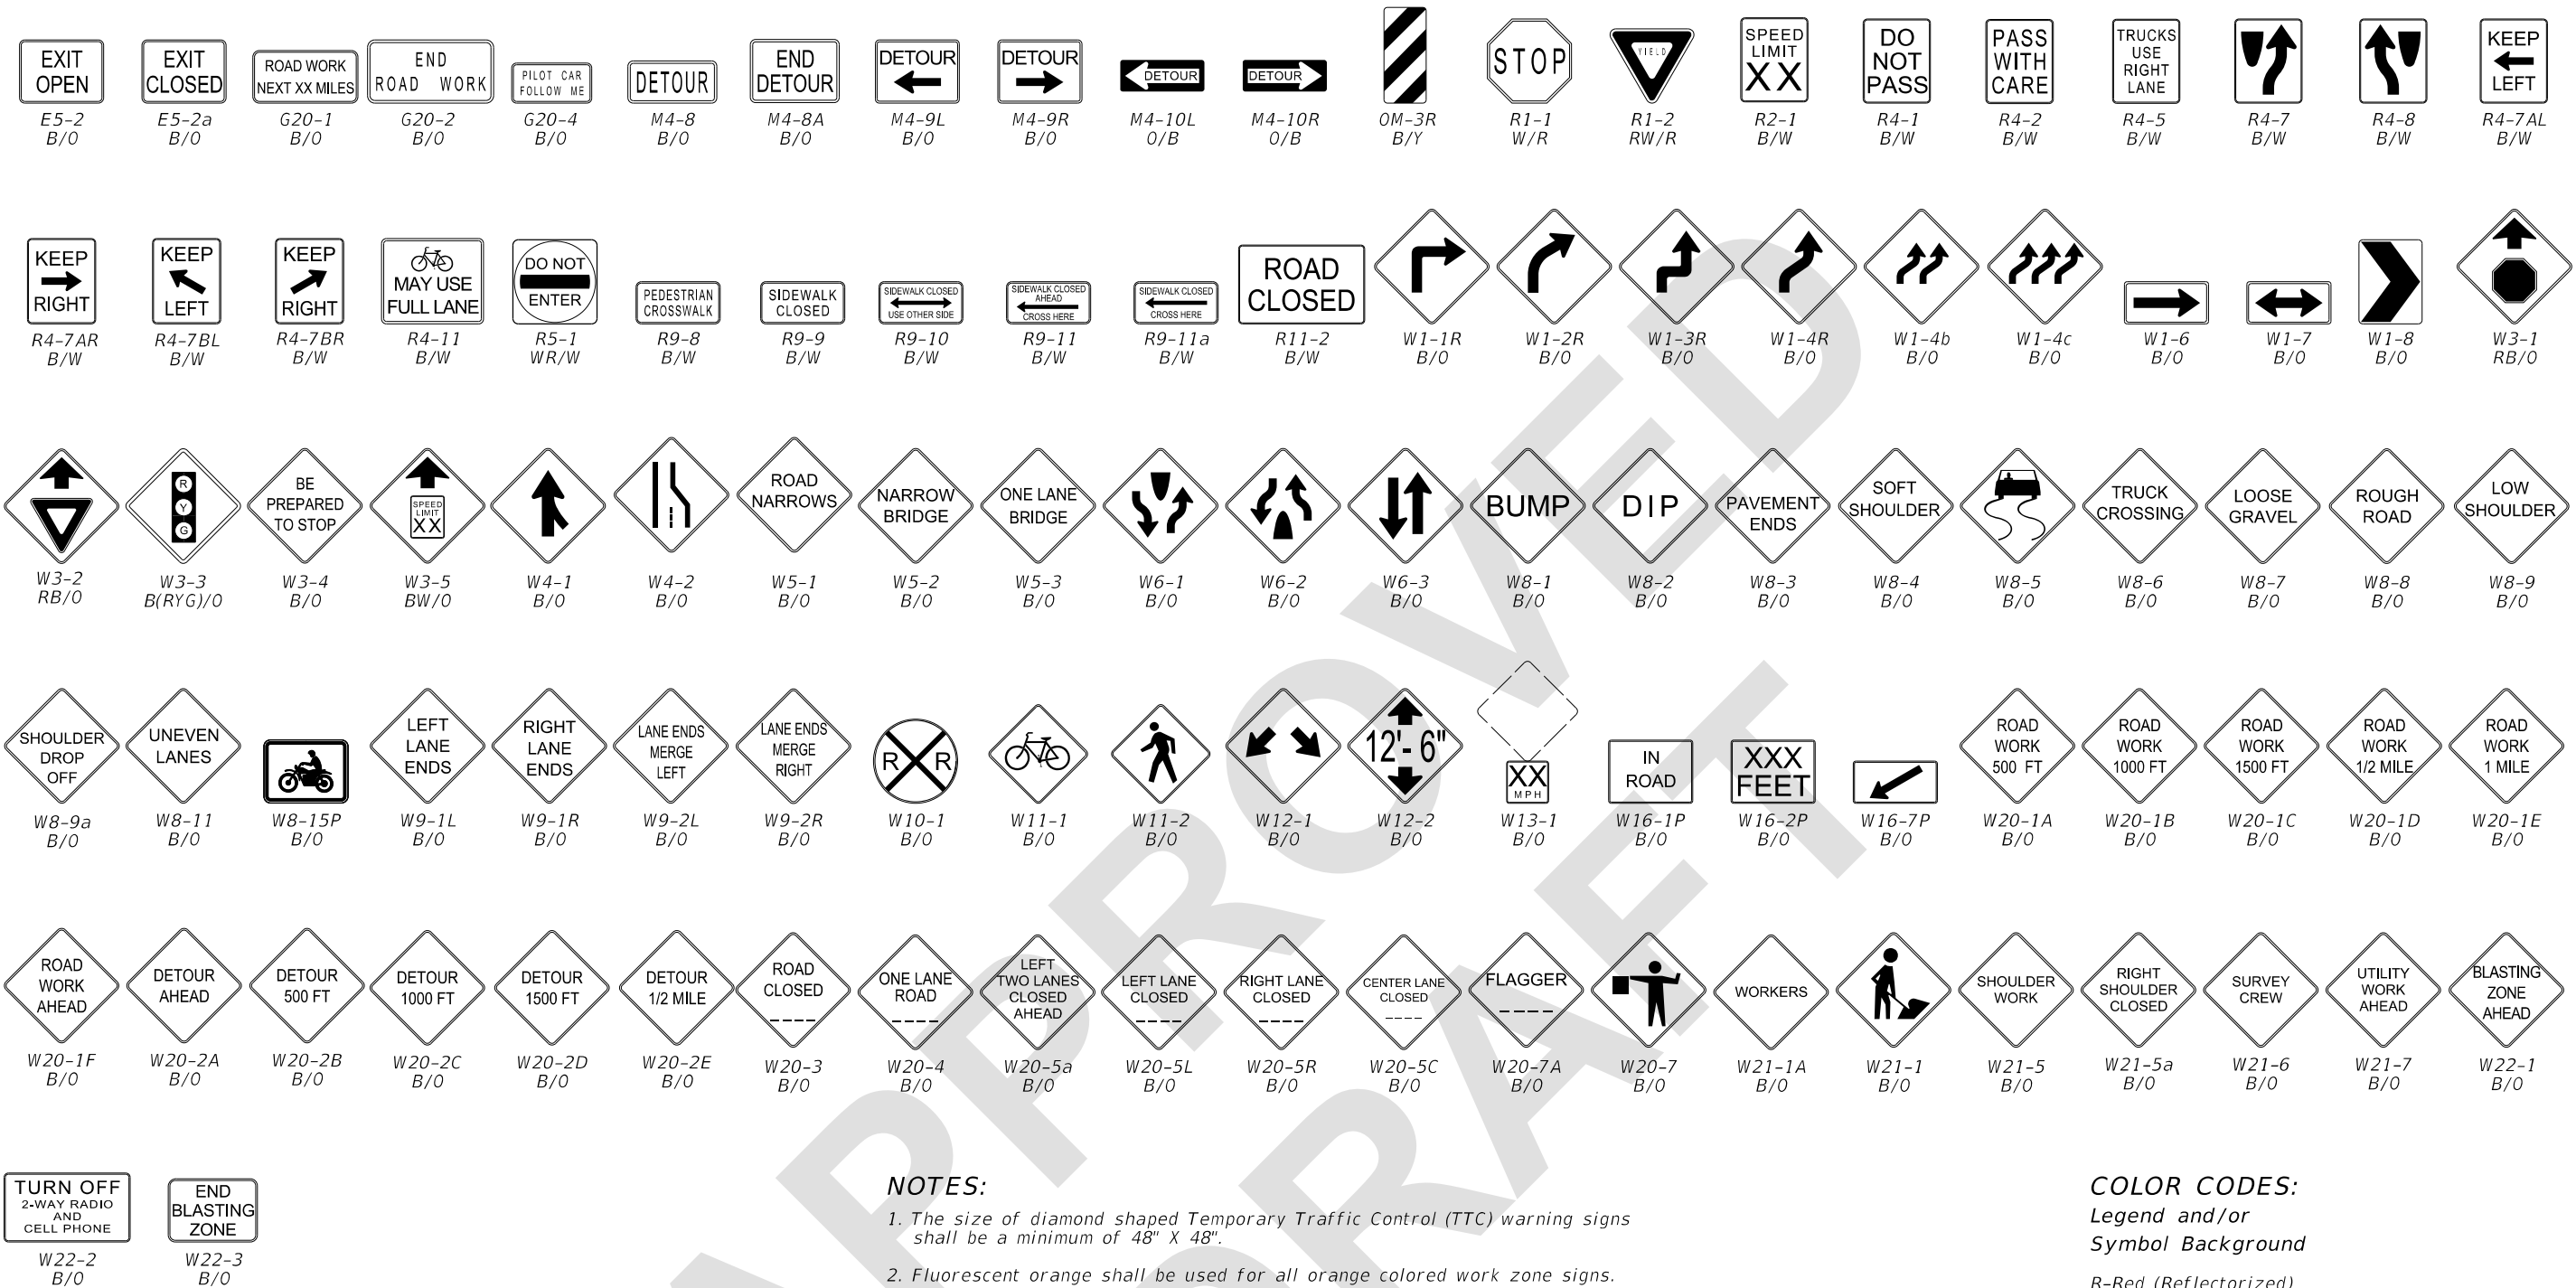 EXIT
OPEN
E5-2
B/O
EXIT
CLOSED
E5-2a
B/O
ROAD WORK
NEXT XX MILES
G20-1
B/O
END
ROAD WORK
G20-2
B/O
PILOT CAR
FOLLOW ME
G20-4
B/O
DETOUR
M4-8
B/O
END
DETOUR
M4-8A
B/O
DETOUR
M4-9L
B/O
DETOUR
M4-9R
B/O
DETOUR
M4-10L
O/B
DETOUR
M4-10R
O/B
OM-3R
B/Y
STOP
R1-1
W/R
YIELD
R1-2
RW/R
SPEED
LIMIT
XX
R2-1
B/W
DO
NOT
PASS
R4-1
B/W
PASS
WITH
CARE
R4-2
B/W
TRUCKS
USE
RIGHT
LANE
R4-5
B/W
R4-7
B/W
R4-8
B/W
KEEP
LEFT
R4-7AL
B/W
KEEP
RIGHT
R4-7AR
B/W
KEEP
LEFT
R4-7BL
B/W
KEEP
RIGHT
R4-7BR
B/W
MAY USE
FULL LANE
R4-11
B/W
DO NOT
ENTER
R5-1
WR/W
PEDESTRIAN
CROSSWALK
R9-8
B/W
SIDEWALK
CLOSED
R9-9
B/W
SIDEWALK CLOSED
USE OTHER SIDE
R9-10
B/W
SIDEWALK CLOSED
AHEAD
CROSS HERE
R9-11
B/W
SIDEWALK CLOSED
CROSS HERE
R9-11a
B/W
ROAD
CLOSED
R11-2
B/W
W1-1R
B/O
W1-2R
B/O
W1-3R
B/O
W1-4R
B/O
W1-4b
B/O
W1-4c
B/O
W1-6
B/O
W1-7
B/O
W1-8
B/O
W3-1
RB/O
W3-2
RB/O
R
Y
G
W3-3
B(RYG)/O
BE
PREPARED
TO STOP
W3-4
B/O
SPEED
LIMIT
XX
W3-5
BW/O
W4-1
B/O
W4-2
B/O
ROAD
NARROWS
W5-1
B/O
NARROW
BRIDGE
W5-2
B/O
ONE LANE
BRIDGE
W5-3
B/O
W6-1
B/O
W6-2
B/O
W6-3
B/O
BUMP
W8-1
B/O
DIP
W8-2
B/O
PAVEMENT
ENDS
W8-3
B/O
SOFT
SHOULDER
W8-4
B/O
W8-5
B/O
TRUCK
CROSSING
W8-6
B/O
LOOSE
GRAVEL
W8-7
B/O
ROUGH
ROAD
W8-8
B/O
LOW
SHOULDER
W8-9
B/O
SHOULDER
DROP
OFF
W8-9a
B/O
UNEVEN
LANES
W8-11
B/O
W8-15P
B/O
LEFT
LANE
ENDS
W9-1L
B/O
RIGHT
LANE
ENDS
W9-1R
B/O
LANE ENDS
MERGE
LEFT
W9-2L
B/O
LANE ENDS
MERGE
RIGHT
W9-2R
B/O
R R
W10-1
B/O
W11-1
B/O
W11-2
B/O
W12-1
B/O
12'- 6"
W12-2
B/O
XX
MPH
W13-1
B/O
IN
ROAD
W16-1P
B/O
XXX
FEET
W16-2P
B/O
W16-7P
B/O
ROAD
WORK
500 FT
W20-1A
B/O
ROAD
WORK
1000 FT
W20-1B
B/O
ROAD
WORK
1500 FT
W20-1C
B/O
ROAD
WORK
1/2 MILE
W20-1D
B/O
ROAD
WORK
1 MILE
W20-1E
B/O
ROAD
WORK
AHEAD
W20-1F
B/O
DETOUR
AHEAD
W20-2A
B/O
DETOUR
500 FT
W20-2B
B/O
DETOUR
1000 FT
W20-2C
B/O
DETOUR
1500 FT
W20-2D
B/O
DETOUR
1/2 MILE
W20-2E
B/O
ROAD
CLOSED
----
W20-3
B/O
ONE LANE
ROAD
----
W20-4
B/O
LEFT
TWO LANES
CLOSED
AHEAD
W20-5a
B/O
LEFT LANE
CLOSED
----
W20-5L
B/O
RIGHT LANE
CLOSED
----
W20-5R
B/O
CENTER LANE
CLOSED
----
W20-5C
B/O
FLAGGER
----
W20-7A
B/O
W20-7
B/O
WORKERS
W21-1A
B/O
W21-1
B/O
SHOULDER
WORK
W21-5
B/O
RIGHT
SHOULDER
CLOSED
W21-5a
B/O
SURVEY
CREW
W21-6
B/O
UTILITY
WORK
AHEAD
W21-7
B/O
BLASTING
ZONE
AHEAD
W22-1
B/O
TURN OFF
2-WAY RADIO
AND
CELL PHONE
W22-2
B/O
END
BLASTING
ZONE
W22-3
B/O
NOTES:
1. The size of diamond shaped Temporary Traffic Control (TTC) warning signs
shall be a minimum of 48" X 48".
2. Fluorescent orange shall be used for all orange colored work zone signs.
COLOR CODES:
Legend and/or
Symbol Background
R-Red (Reflectorized)
APPROVED
DRAFT